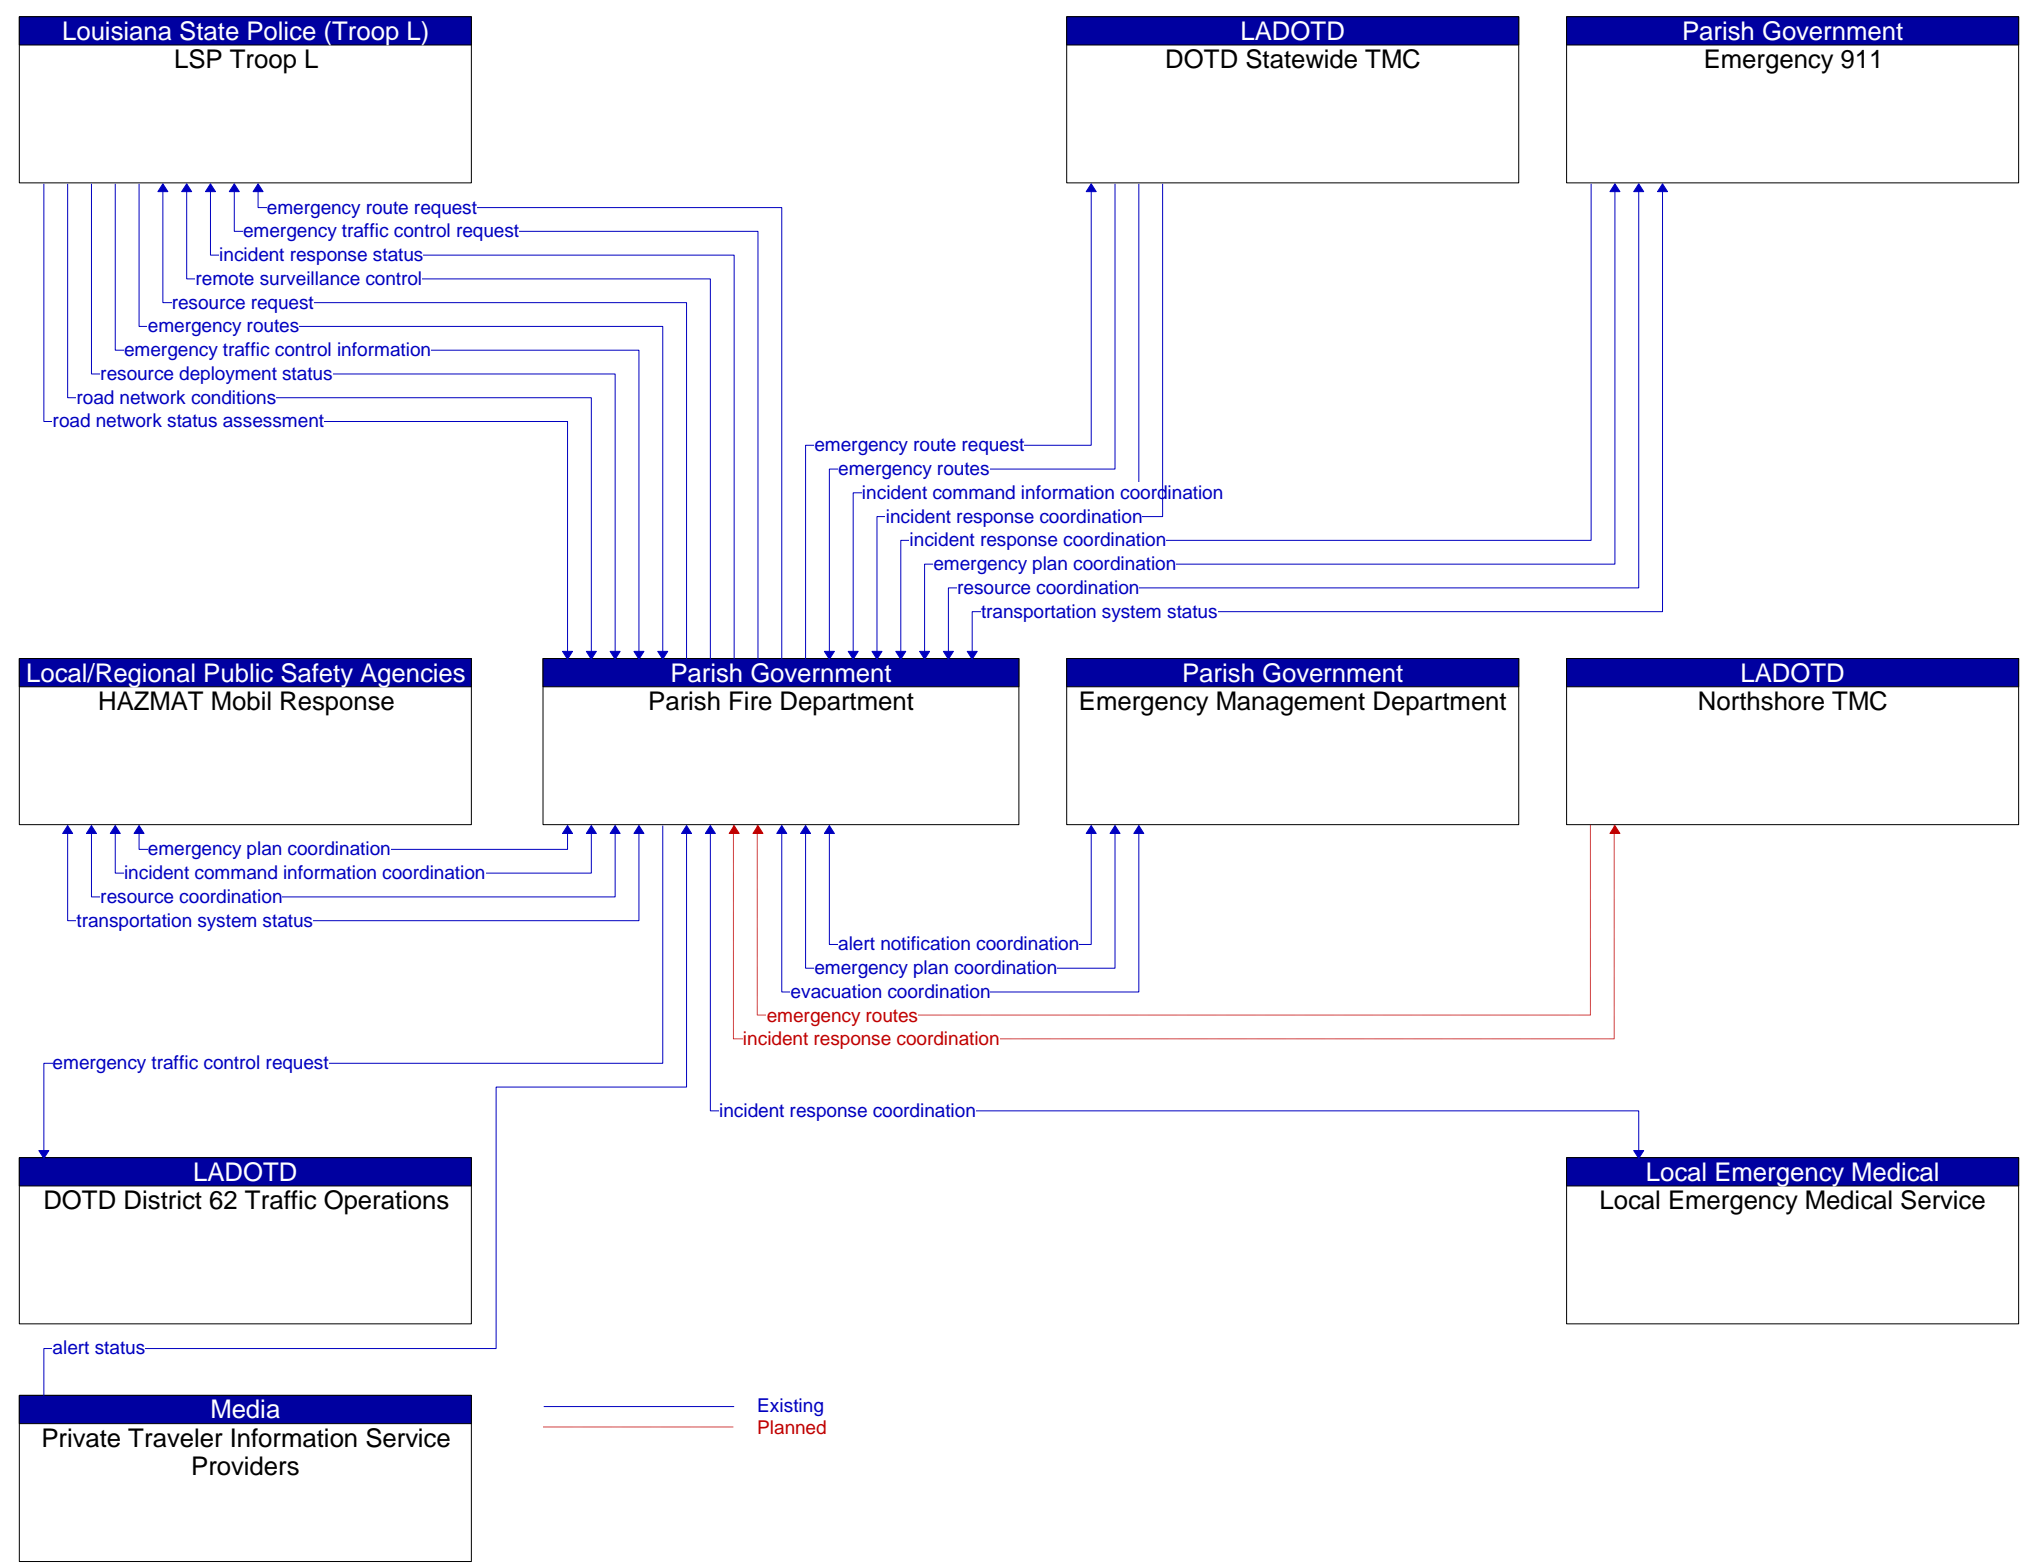 Louisiana State Police (Troop L)
LSP Troop L
LADOTD
DOTD Statewide TMC
Parish Government
Emergency 911
emergency route request
emergency traffic control request
incident response status
remote surveillance control
resource request
emergency routes
emergency traffic control information
resource deployment status
road network conditions
road network status assessment
emergency route request
emergency routes
incident command information coordination
incident response coordination
incident response coordination
emergency plan coordination
resource coordination
transportation system status
Local/Regional Public Safety Agencies
HAZMAT Mobil Response
Parish Government
Parish Fire Department
Parish Government
Emergency Management Department
LADOTD
Northshore TMC
emergency plan coordination
incident command information coordination
resource coordination
transportation system status
alert notification coordination
emergency plan coordination
evacuation coordination
emergency routes
incident response coordination
emergency traffic control request
incident response coordination
LADOTD
DOTD District 62 Traffic Operations
Local Emergency Medical
Local Emergency Medical Service
alert status
Media
Private Traveler Information Service
Providers
Existing
Planned